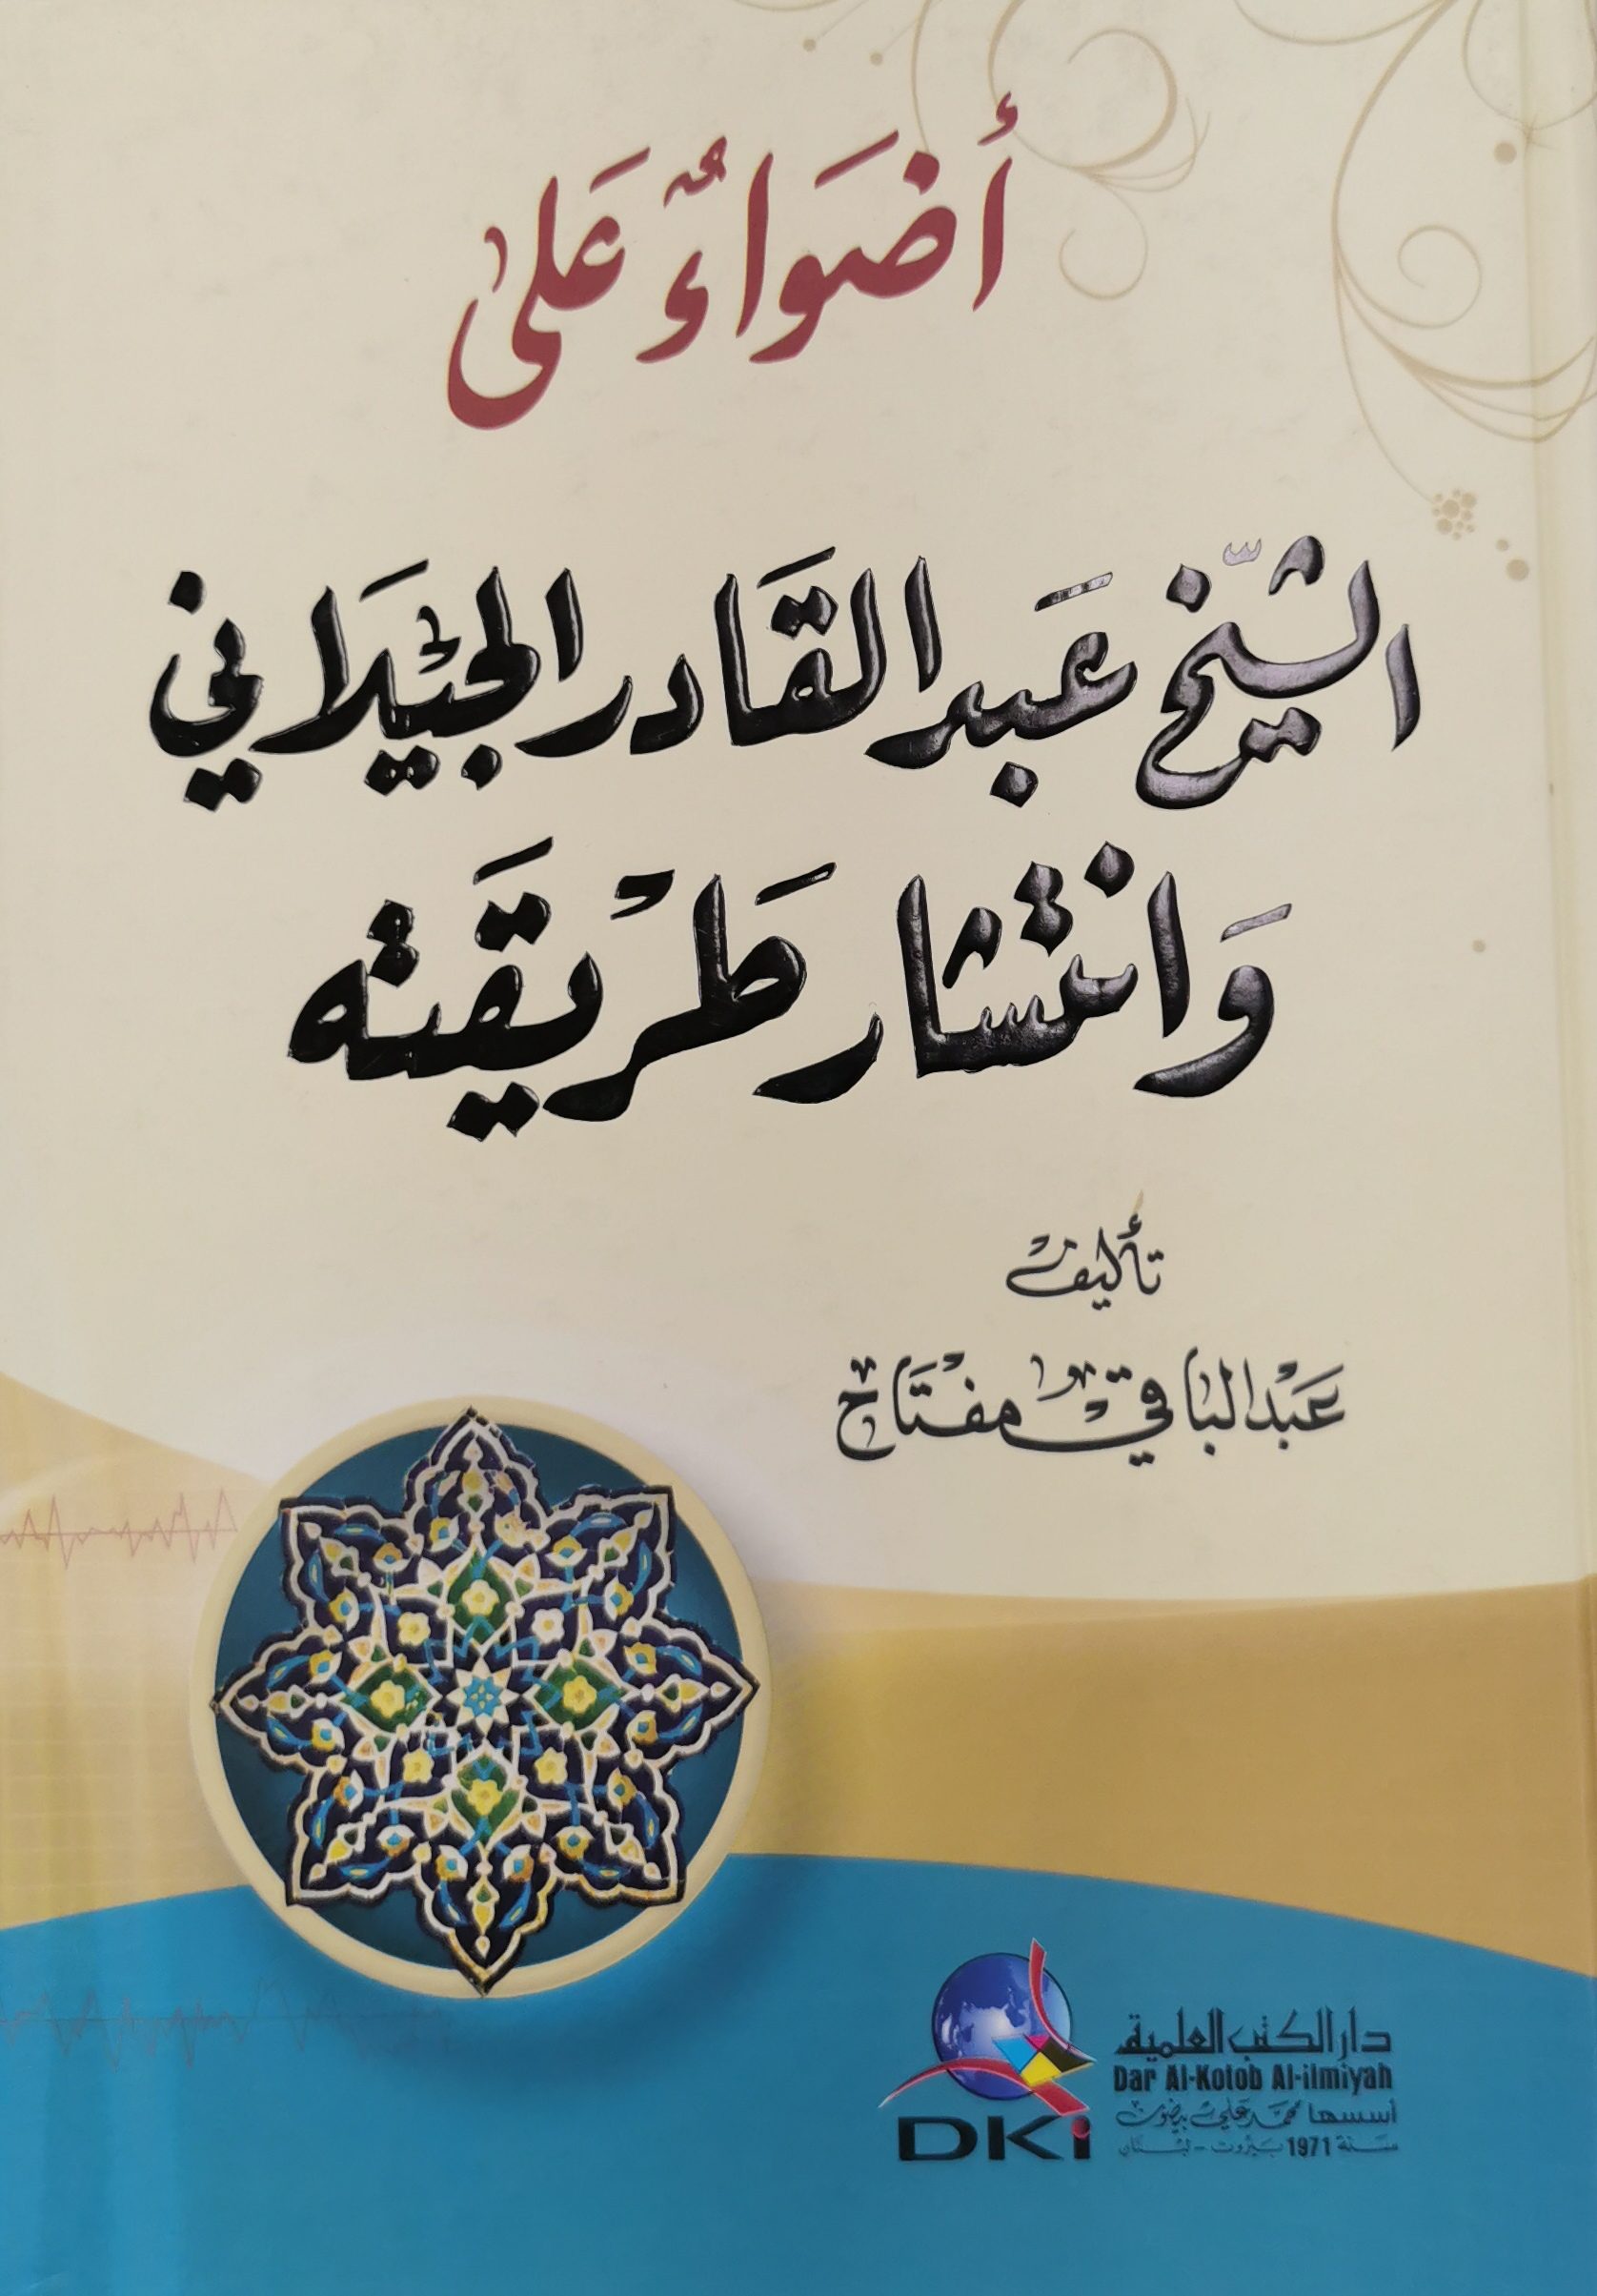 أضواءٌ على
الشيخ عبد القادر الجيلاني
وانتشار طريقته
تأليف
عبد الباقي مفتاح
دار الكتب العلمية
Dar Al-Kotob Al-ilmiyah
أسسها محمد علي بيضون
سنة 1971 بيروت - لبنان
DKi